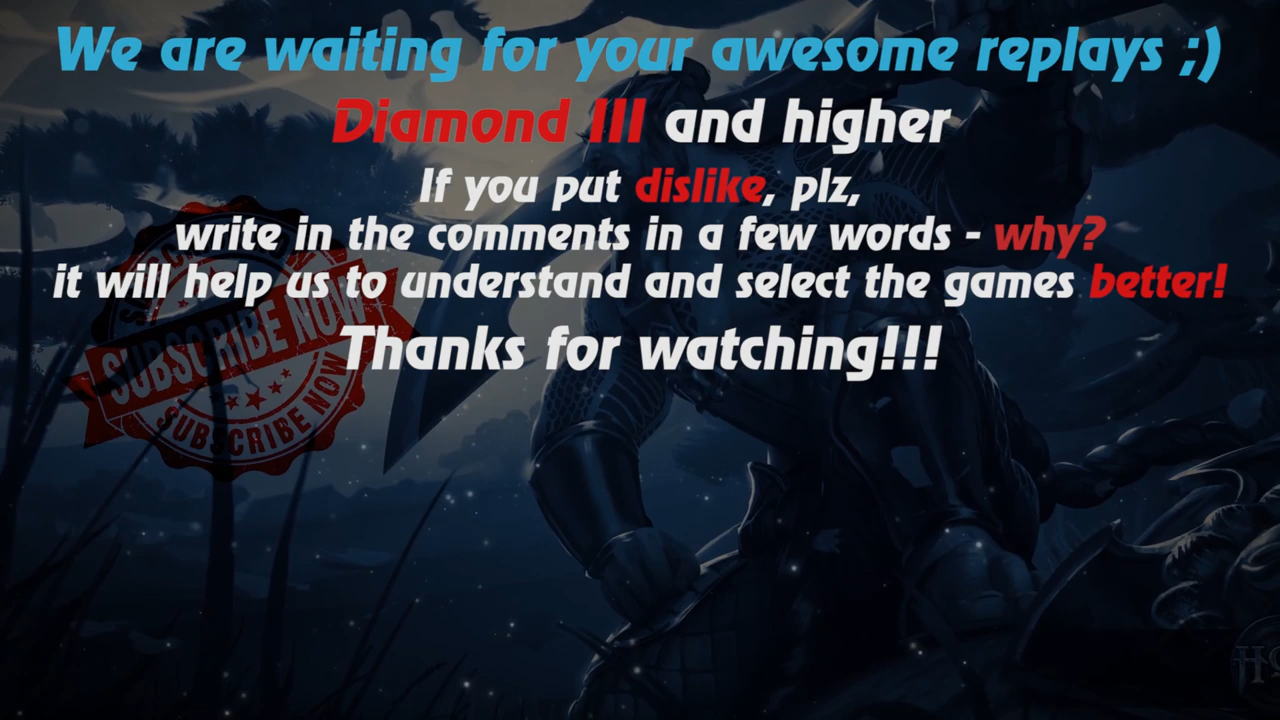 We are waiting for your awesome replays ;)
Diamond III and higher
If you put dislike, plz,
write in the comments in a few words - why?
it will help us to understand and select the games better!
Thanks for watching!!!
SUBSCRIBE NOW
SUBSCRIBE NOW